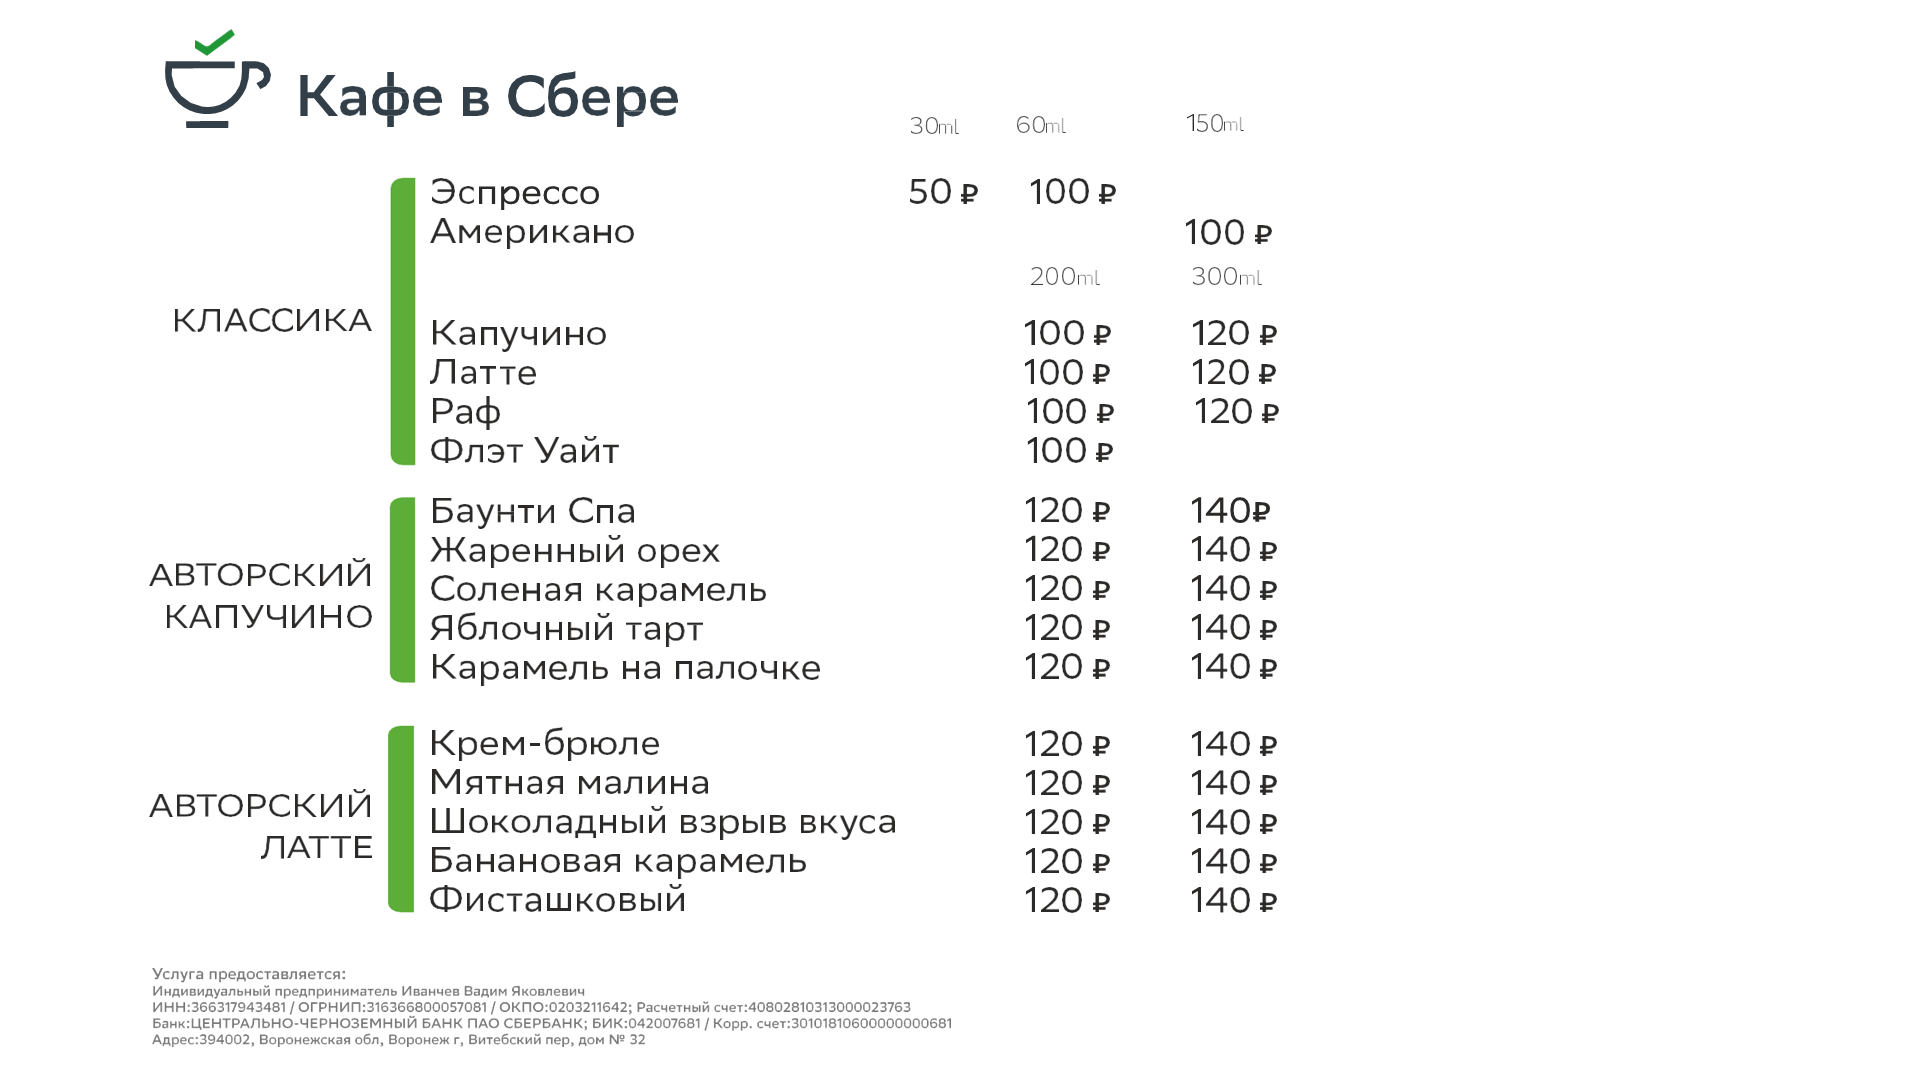 Кафе в Сбере
30ml 60ml 150ml
Эспрессо 50 ₽ 100 ₽
Американо 100 ₽
200ml 300ml
КЛАССИКА
Капучино 100 ₽ 120 ₽
Латте 100 ₽ 120 ₽
Раф 100 ₽ 120 ₽
Флэт Уайт 100 ₽
Баунти Спа 120 ₽ 140₽
Жаренный орех 120 ₽ 140 ₽
АВТОРСКИЙ
КАПУЧИНО
Соленая карамель 120 ₽ 140 ₽
Яблочный тарт 120 ₽ 140 ₽
Карамель на палочке 120 ₽ 140 ₽
Крем-брюле 120 ₽ 140 ₽
Мятная малина 120 ₽ 140 ₽
АВТОРСКИЙ
ЛАТТЕ
Шоколадный взрыв вкуса 120 ₽ 140 ₽
Банановая карамель 120 ₽ 140 ₽
Фисташковый 120 ₽ 140 ₽
Услуга предоставляется:
Индивидуальный предприниматель Иванчев Вадим Яковлевич
ИНН:366317943481 / ОГРНИП:316366800057081 / ОКПО:0203211642; Расчетный счет:40802810313000023763
Банк:ЦЕНТРАЛЬНО-ЧЕРНОЗЕМНЫЙ БАНК ПАО СБЕРБАНК; БИК:042007681 / Корр. счет:30101810600000000681
Адрес:394002, Воронежская обл, Воронеж г, Витебский пер, дом № 32